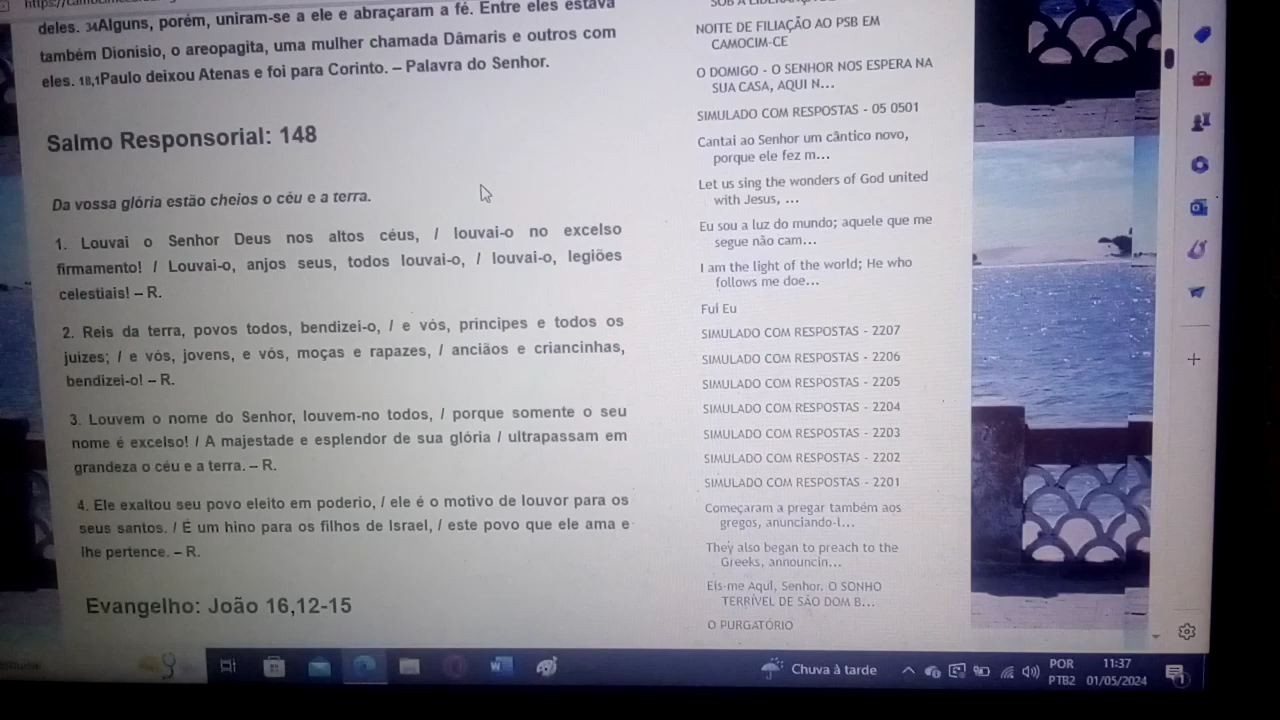 deles. 34Alguns, porém, uniram-se a ele e abraçaram a fé. Entre eles estava
também Dionísio, o areopagita, uma mulher chamada Dâmaris e outros com
eles. 18,1Paulo deixou Atenas e foi para Corinto. – Palavra do Senhor.
Salmo Responsorial: 148
Da vossa glória estão cheios o céu e a terra.
1. Louvai o Senhor Deus nos altos céus, / louvai-o no excelso
firmamento! / Louvai-o, anjos seus, todos louvai-o, / louvai-o, legiões
celestiais! – R.
2. Reis da terra, povos todos, bendizei-o, / e vós, príncipes e todos os
juízes; / e vós, jovens, e vós, moças e rapazes, / anciãos e criancinhas,
bendizei-o! – R.
3. Louvem o nome do Senhor, louvem-no todos, / porque somente o seu
nome é excelso! / A majestade e esplendor de sua glória / ultrapassam em
grandeza o céu e a terra. – R.
4. Ele exaltou seu povo eleito em poderio, / ele é o motivo de louvor para os
seus santos. / É um hino para os filhos de Israel, / este povo que ele ama e
lhe pertence. – R.
Evangelho: João 16,12-15
NOITE DE FILIAÇÃO AO PSB EM
CAMOCIM-CE
O DOMIGO - O SENHOR NOS ESPERA NA
SUA CASA, AQUI N...
SIMULADO COM RESPOSTAS - 05 0501
Cantai ao Senhor um cântico novo,
porque ele fez m...
Let us sing the wonders of God united
with Jesus, ...
Eu sou a luz do mundo; aquele que me
segue não cam...
I am the light of the world; He who
follows me doe...
Fui Eu
SIMULADO COM RESPOSTAS - 2207
SIMULADO COM RESPOSTAS - 2206
SIMULADO COM RESPOSTAS - 2205
SIMULADO COM RESPOSTAS - 2204
SIMULADO COM RESPOSTAS - 2203
SIMULADO COM RESPOSTAS - 2202
SIMULADO COM RESPOSTAS - 2201
Começaram a pregar também aos
gregos, anunciando-l...
They also began to preach to the
Greeks, announcin...
Eis-me Aqui, Senhor. O SONHO
TERRÍVEL DE SÃO DOM B...
O PURGATÓRIO
Chuva à tarde
POR
PTB2
11:37
01/05/2024
1